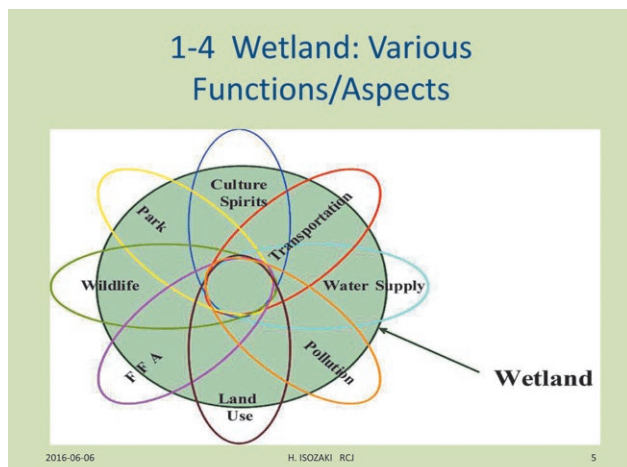 1-4 Wetland: Various
Functions/Aspects
Culture
Spirits
Park
Transportation
Wildlife
Water Supply
F F A
Pollution
Land
Use
Wetland
2016-06-06 H. ISOZAKI RCJ 5